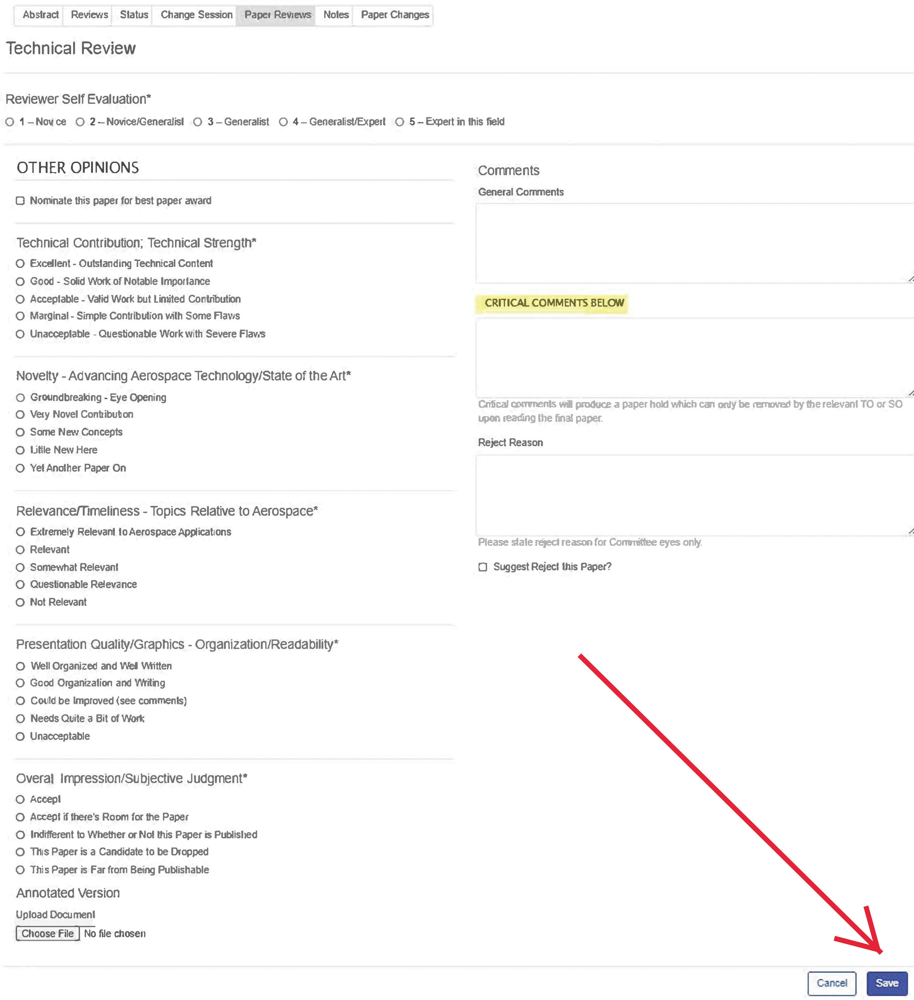 Abstract Reviews Status Change Session Paper Reviews Notes Paper Changes
Technical Review
Reviewer Self Evaluation*
1 – Novice 2 – Novice/Generalist 3 – Generalist 4 – Generalist/Expert 5 – Expert in this field
OTHER OPINIONS
Nominate this paper for best paper award
Technical Contribution; Technical Strength*
Excellent - Outstanding Technical Content
Good - Solid Work of Notable Importance
Acceptable - Valid Work but Limited Contribution
Marginal - Simple Contribution with Some Flaws
Unacceptable - Questionable Work with Severe Flaws
Novelty - Advancing Aerospace Technology/State of the Art*
Groundbreaking - Eye Opening
Very Novel Contribution
Some New Concepts
Little New Here
Yet Another Paper On
Relevance/Timeliness - Topics Relative to Aerospace*
Extremely Relevant to Aerospace Applications
Relevant
Somewhat Relevant
Questionable Relevance
Not Relevant
Presentation Quality/Graphics - Organization/Readability*
Well Organized and Well Written
Good Organization and Writing
Could be Improved (see comments)
Needs Quite a Bit of Work
Unacceptable
Overal Impression/Subjective Judgment*
Accept
Accept if there's Room for the Paper
Indifferent to Whether or Not this Paper is Published
This Paper is a Candidate to be Dropped
This Paper is Far from Being Publishable
Annotated Version
Upload Document
Choose File No file chosen
Comments
General Comments
CRITICAL COMMENTS BELOW
Critical comments will produce a paper hold which can only be removed by the relevant TO or SO
upon reading the final paper.
Reject Reason
Please state reject reason for Committee eyes only.
Suggest Reject this Paper?
Cancel Save